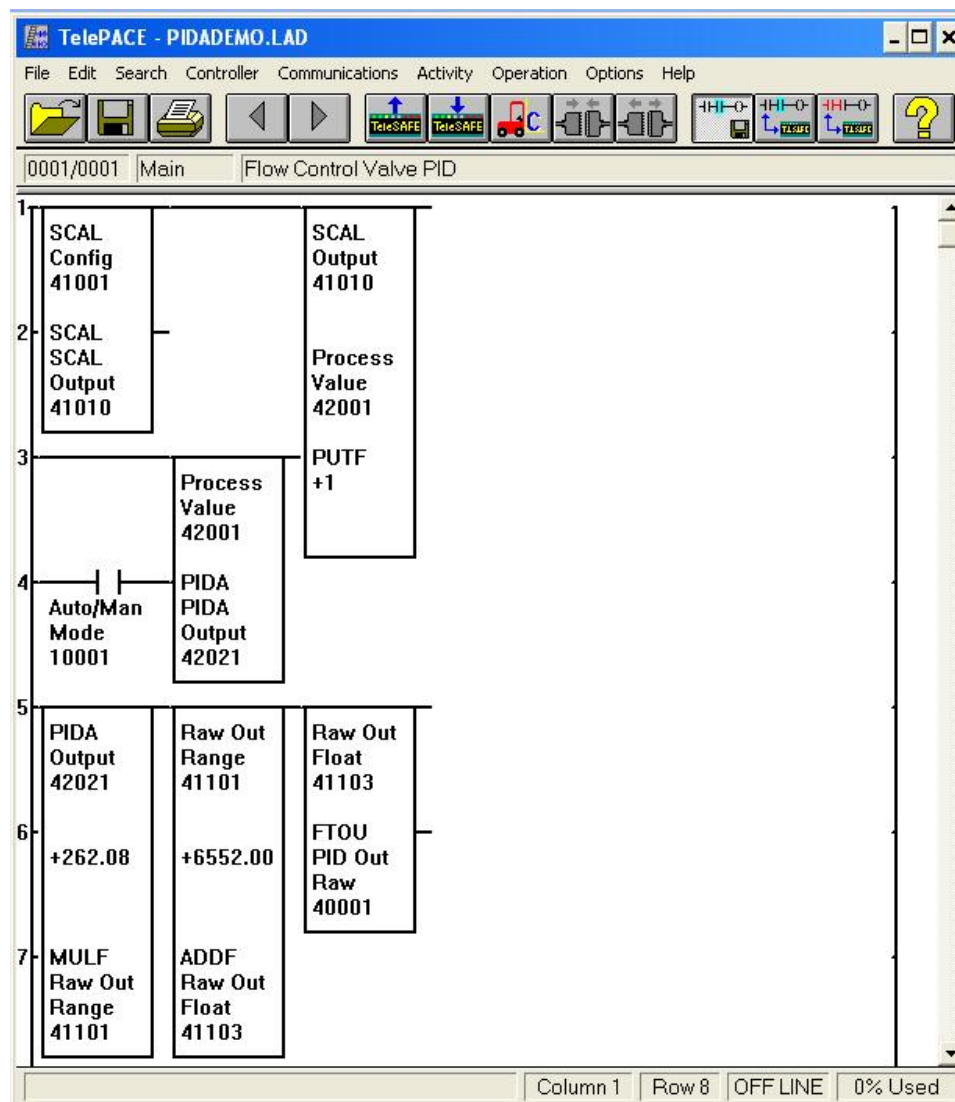 TelePACE - PIDADEMO.LAD
File Edit Search Controller Communications Activity Operation Options Help
TeleSAFE TeleSAFE C T.SAFE T.SAFE
0001/0001 Main Flow Control Valve PID
1
SCAL
Config
41001
2
SCAL
SCAL
Output
41010
SCAL
Output
41010
Process
Value
42001
PUTF
+1
3
Process
Value
42001
4
Auto/Man
Mode
10001
PIDA
PIDA
Output
42021
5
PIDA
Output
42021
6
+262.08
7
MULF
Raw Out
Range
41101
Raw Out
Range
41101
+6552.00
ADDF
Raw Out
Float
41103
Raw Out
Float
41103
FTOU
PID Out
Raw
40001
Column 1 Row 8 OFF LINE 0% Used